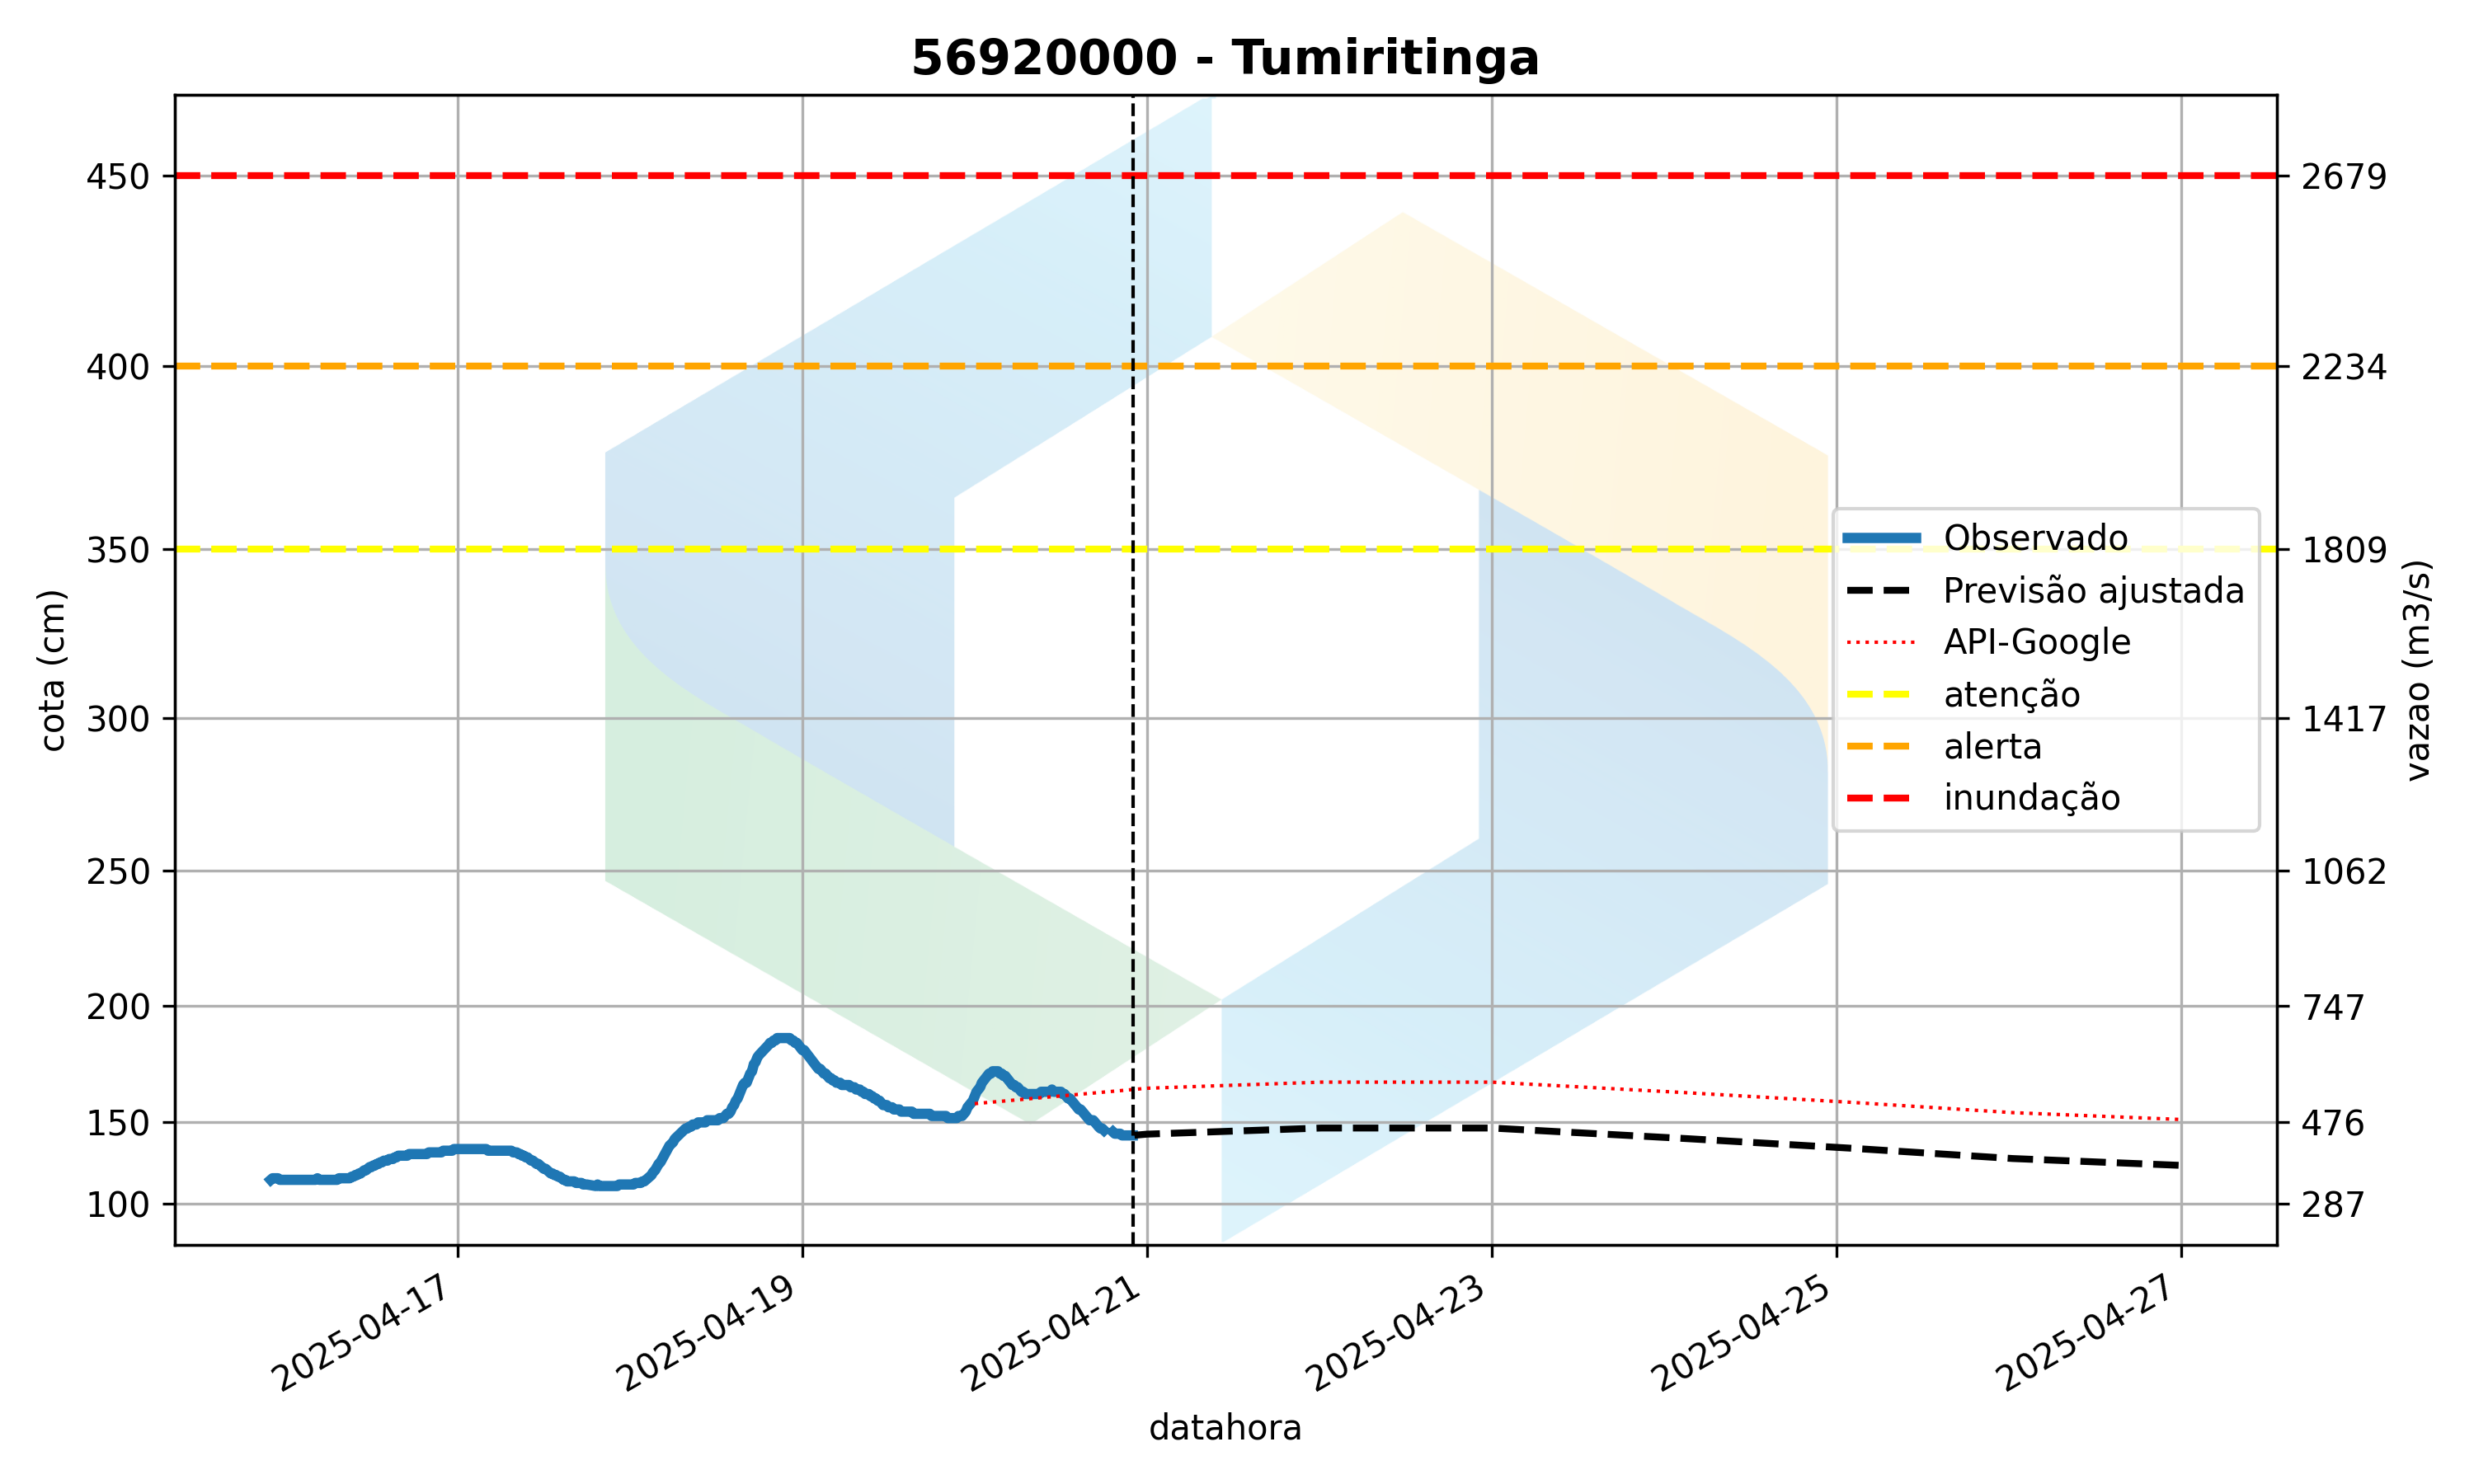 56920000 - Tumiritinga
cota (cm)
450
400
350
300
250
200
150
100
2679
2234
1809
1417
1062
747
476
287
vazao (m3/s)
Observado
Previsão ajustada
API-Google
atenção
alerta
inundação
2025-04-17
2025-04-19
2025-04-21
2025-04-23
2025-04-25
2025-04-27
datahora